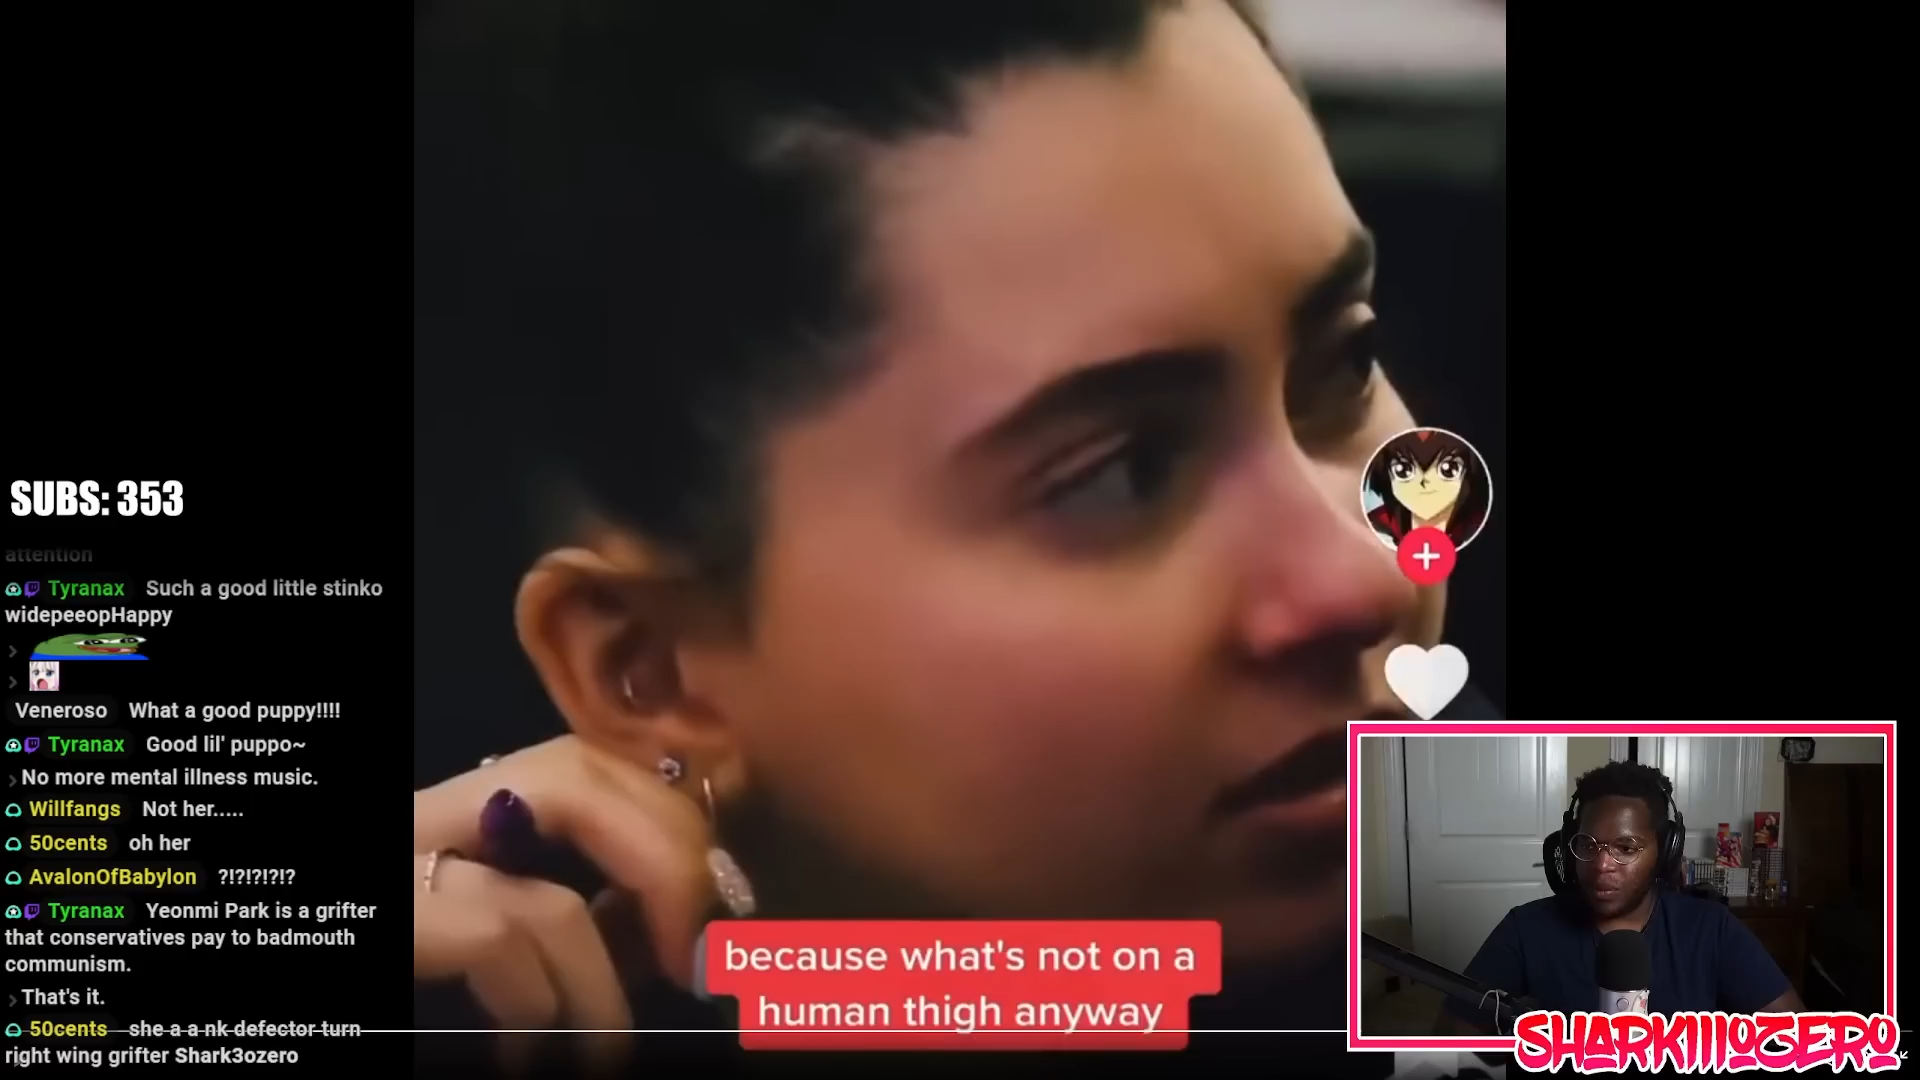 SUBS: 353
attention
Tyranax Such a good little stinko
widepeeopHappy
Veneroso What a good puppy!!!!
Tyranax Good lil' puppo~
No more mental illness music.
Willfangs Not her.....
50cents oh her
AvalonOfBabylon ?!?!?!?!?
Tyranax Yeonmi Park is a grifter
that conservatives pay to badmouth
communism.
That's it.
50cents she a a nk defector turn
right wing grifter Shark3ozero
because what's not on a
human thigh anyway
SHARKIIIOZERO